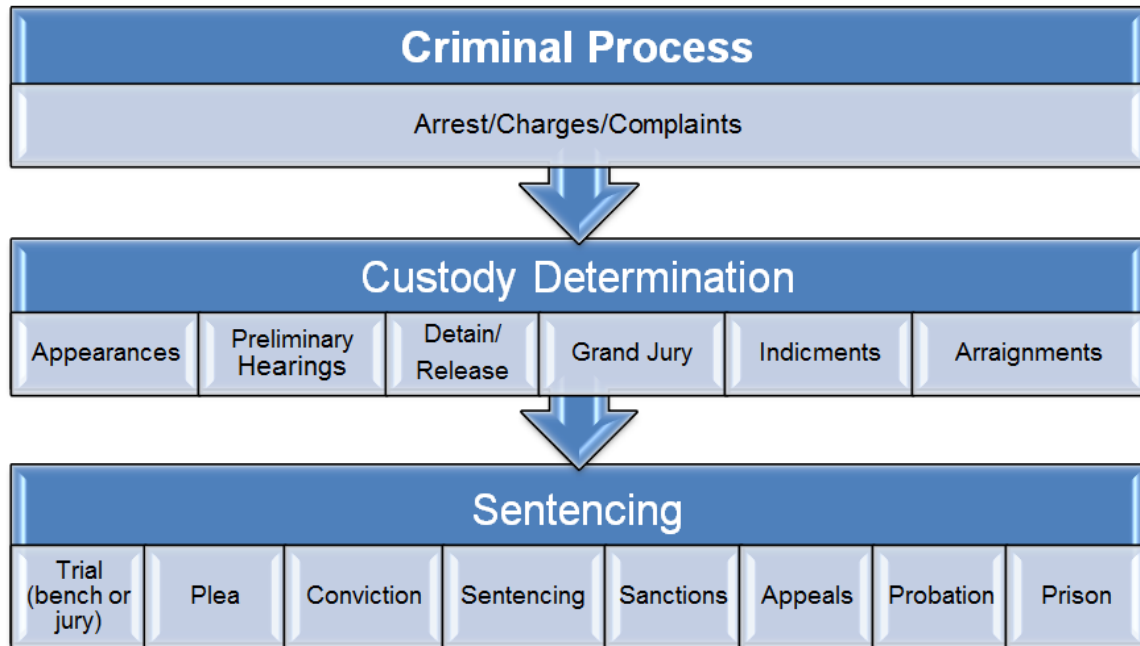 Criminal Process
Arrest/Charges/Complaints
Custody Determination
Appearances
Preliminary
Hearings
Detain/
Release
Grand Jury
Indicments
Arraignments
Sentencing
Trial
(bench or
jury)
Plea
Conviction
Sentencing
Sanctions
Appeals
Probation
Prison